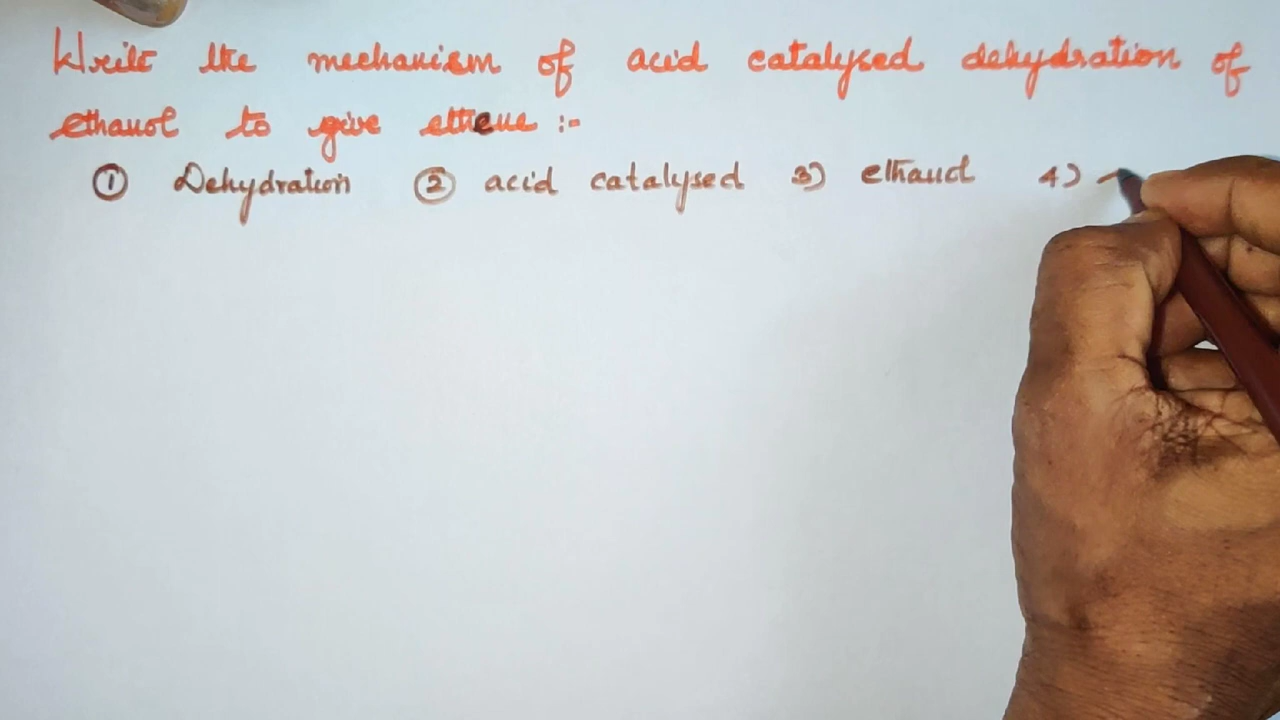 Write the mechanism of acid catalysed dehydration of
ethanol to give ethene :-
① Dehydration ② acid catalysed 3) ethanol 4)